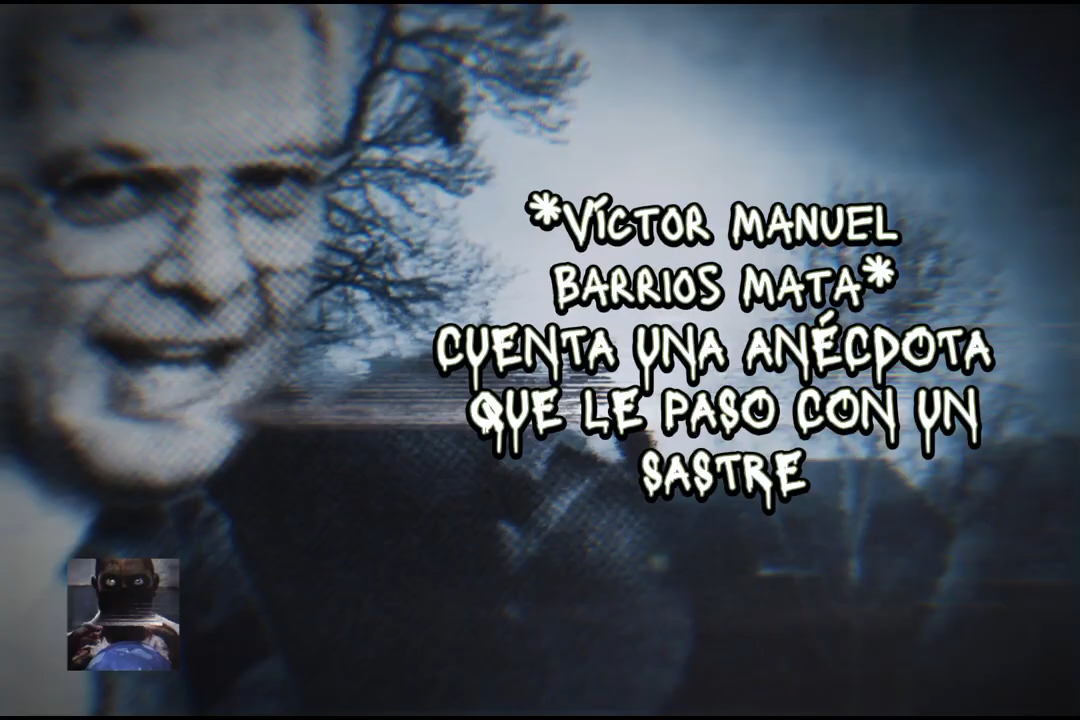 *VÍCTOR MANUEL
BARRIOS MATA*
CUENTA UNA ANÉCDOTA
QUE LE PASO CON UN
SASTRE